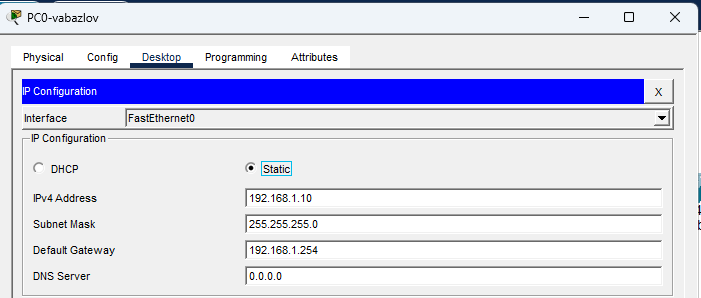 PC0-vabazlov
Physical Config Desktop Programming Attributes
IP Configuration X
Interface FastEthernet0
IP Configuration
DHCP Static
IPv4 Address 192.168.1.10
Subnet Mask 255.255.255.0
Default Gateway 192.168.1.254
DNS Server 0.0.0.0